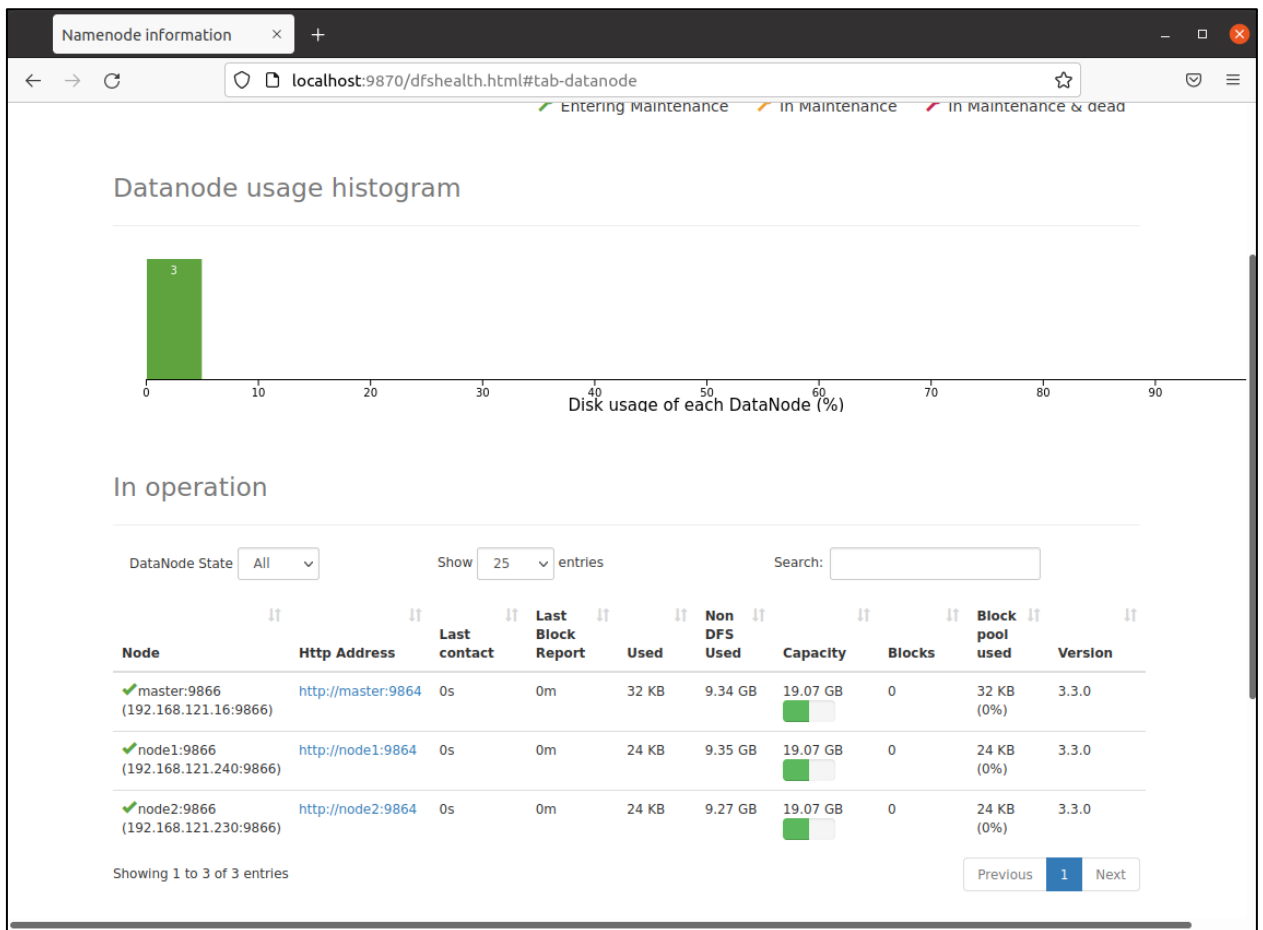 Namenode information × +
localhost:9870/dfshealth.html#tab-datanode
Entering Maintenance In Maintenance In Maintenance & dead
Datanode usage histogram
3
0 10 20 30 40 50 60 70 80 90
Disk usage of each DataNode (%)
In operation
DataNode State All Show 25 entries Search:
Node Http Address Last contact Last Block Report Used Non DFS Used Capacity Blocks Block pool used Version
master:9866 http://master:9864 0s 0m 32 KB 9.34 GB 19.07 GB 0 32 KB 3.3.0
(192.168.121.16:9866) (0%)
node1:9866 http://node1:9864 0s 0m 24 KB 9.35 GB 19.07 GB 0 24 KB 3.3.0
(192.168.121.240:9866) (0%)
node2:9866 http://node2:9864 0s 0m 24 KB 9.27 GB 19.07 GB 0 24 KB 3.3.0
(192.168.121.230:9866) (0%)
Showing 1 to 3 of 3 entries Previous 1 Next